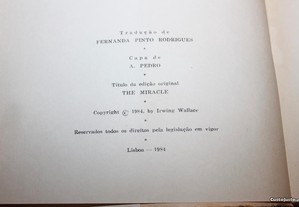 Tradução de
FERNANDA PINTO RODRIGUES
Capa de
A. PEDRO
Título da edição original
THE MIRACLE
Copyright © 1984, by Irwing Wallace
Reservados todos os direitos pela legislação em vigor
Lisboa — 1984